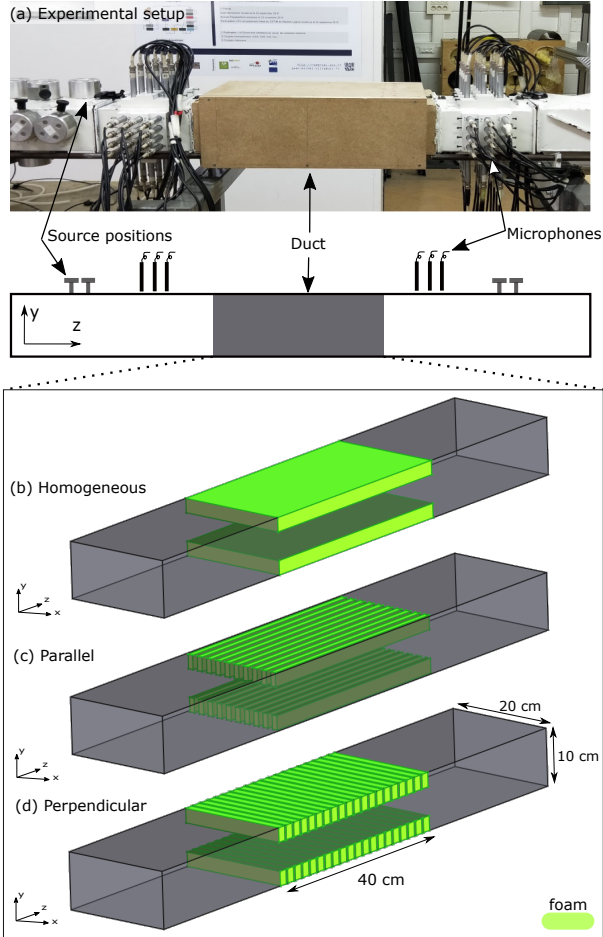 (a) Experimental setup
Source positions
Duct
Microphones
y
z
(b) Homogeneous
y
z
x
(c) Parallel
y
z
x
20 cm
10 cm
(d) Perpendicular
y
z
x
40 cm
foam